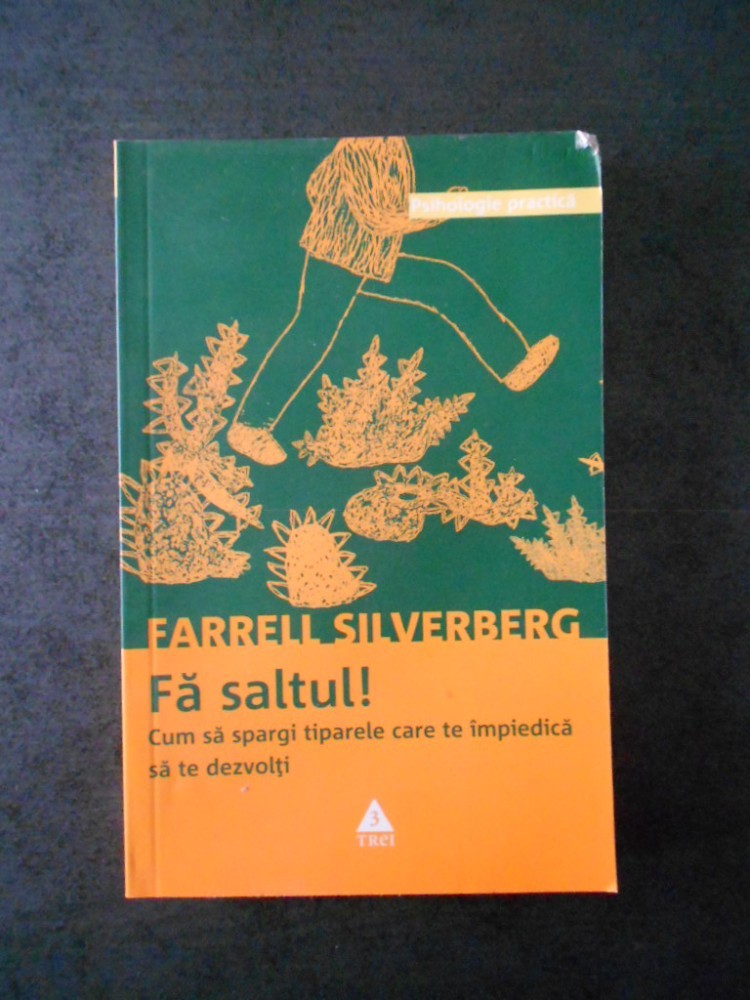 Psihologie practică
FARRELL SILVERBERG
Fă saltul!
Cum să spargi tiparele care te împiedică
să te dezvolți
3
TREI